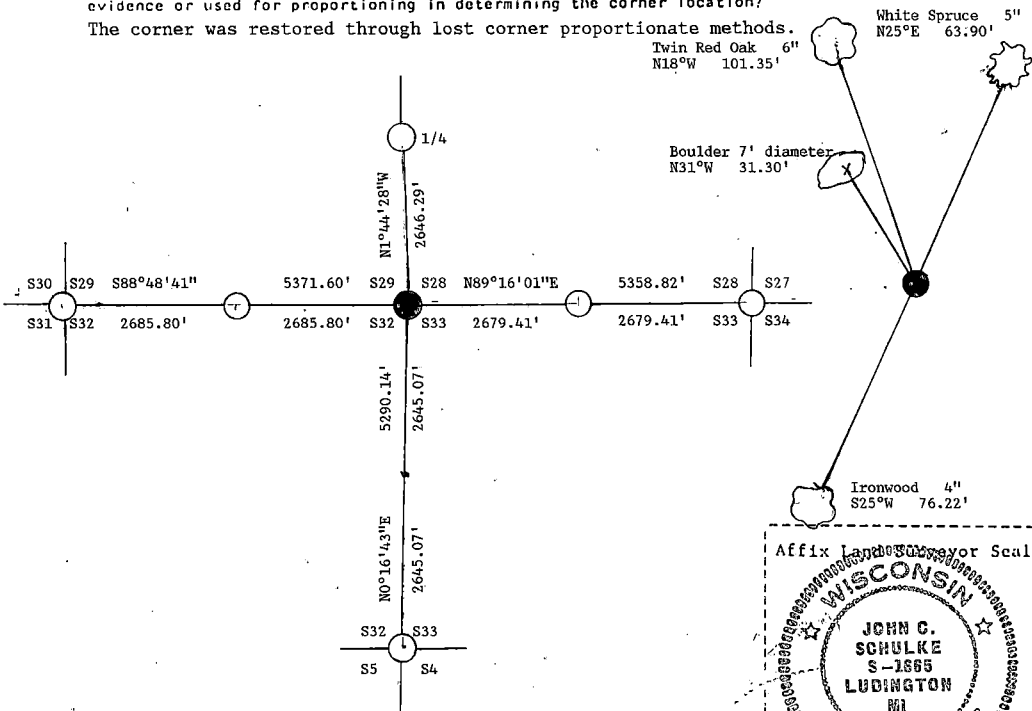 evidence or used for proportioning in determining the corner location?
The corner was restored through lost corner proportionate methods.
White Spruce 5"
N25°E 63.90'
Twin Red Oak 6"
N18°W 101.35'
1/4
Boulder 7' diameter
N31°W 31.30'
X
N1°44'28"W
2646.29'
S30 S29 S88°48'41" 5371.60' S29 S28 N89°16'01"E 5358.82' S28 S27
S31 S32 2685.80' 2685.80' S32 S33 2679.41' 2679.41' S33 S34
5290.14'
2645.07'
Ironwood 4"
S25°W 76.22'
N0°16'43"E
2645.07'
S32 S33
S5 S4
Affix Land Surveyor Seal
WISCONSIN
JOHN C.
SCHULKE
S-1865
LUDINGTON
MI